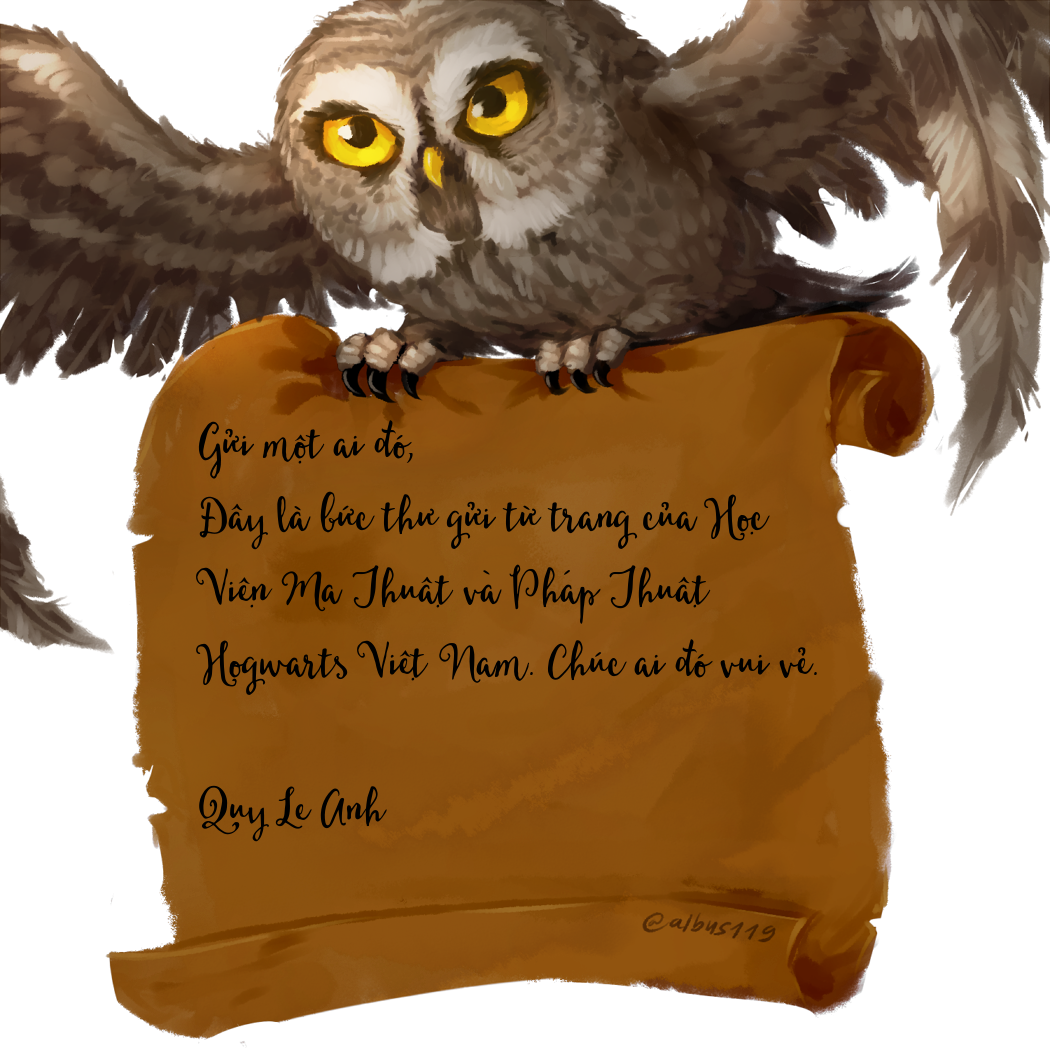 Gửi một ai đó,
Đây là bức thư gửi từ trang của Học
Viện Ma Thuật và Pháp Thuật
Hogwarts Việt Nam. Chúc ai đó vui vẻ.
Quy Le Anh
@albus119